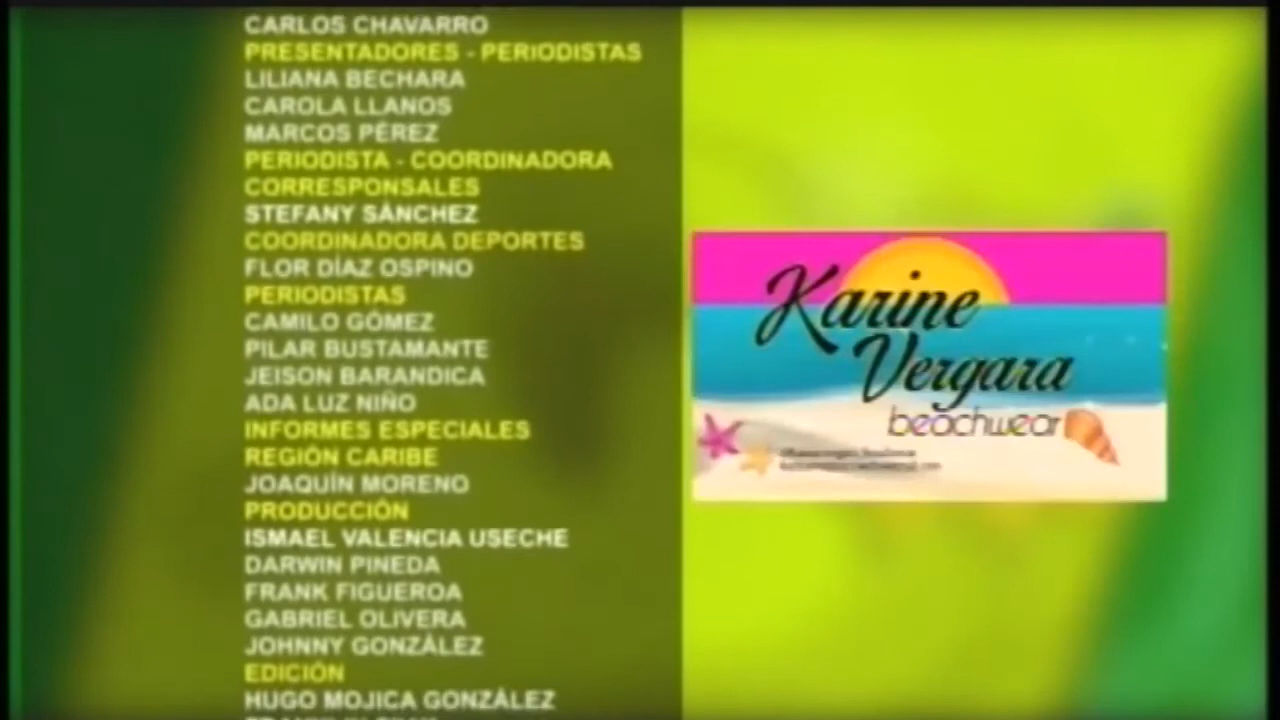 CARLOS CHAVARRO
PRESENTADORES - PERIODISTAS
LILIANA BECHARA
CAROLA LLANOS
MARCOS PÉREZ
PERIODISTA - COORDINADORA
CORRESPONSALES
STEFANY SÁNCHEZ
COORDINADORA DEPORTES
FLOR DÍAZ OSPINO
PERIODISTAS
CAMILO GÓMEZ
PILAR BUSTAMANTE
JEISON BARANDICA
ADA LUZ NIÑO
INFORMES ESPECIALES
REGIÓN CARIBE
JOAQUÍN MORENO
PRODUCCIÓN
ISMAEL VALENCIA USECHE
DARWIN PINEDA
FRANK FIGUEROA
GABRIEL OLIVERA
JOHNNY GONZÁLEZ
EDICIÓN
HUGO MOJICA GONZÁLEZ
Karine
Vergara
beachwear